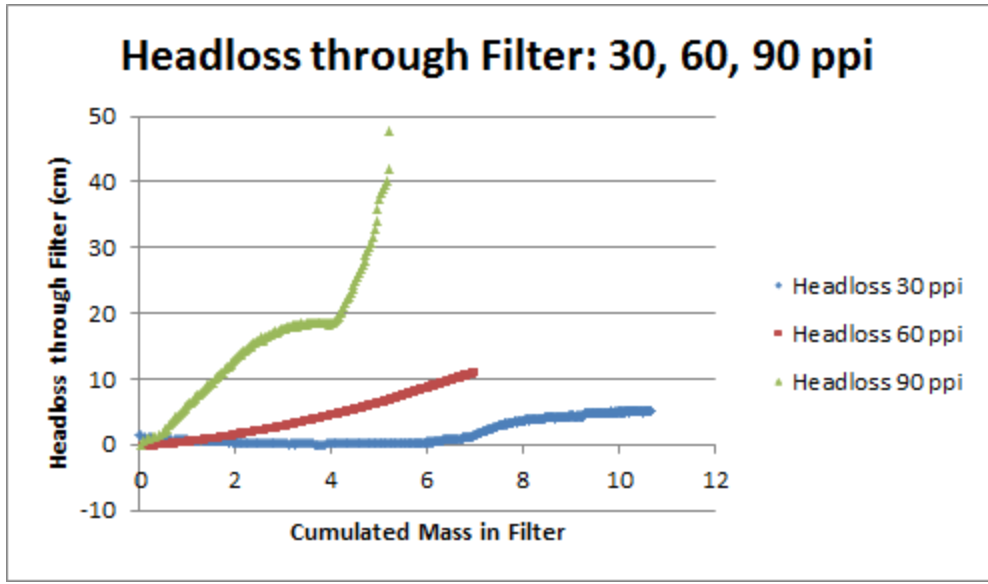 Headloss through Filter: 30, 60, 90 ppi
Headloss through Filter (cm)
50
40
30
20
10
0
-10
0 2 4 6 8 10 12
Cumulated Mass in Filter
Headloss 30 ppi
Headloss 60 ppi
Headloss 90 ppi